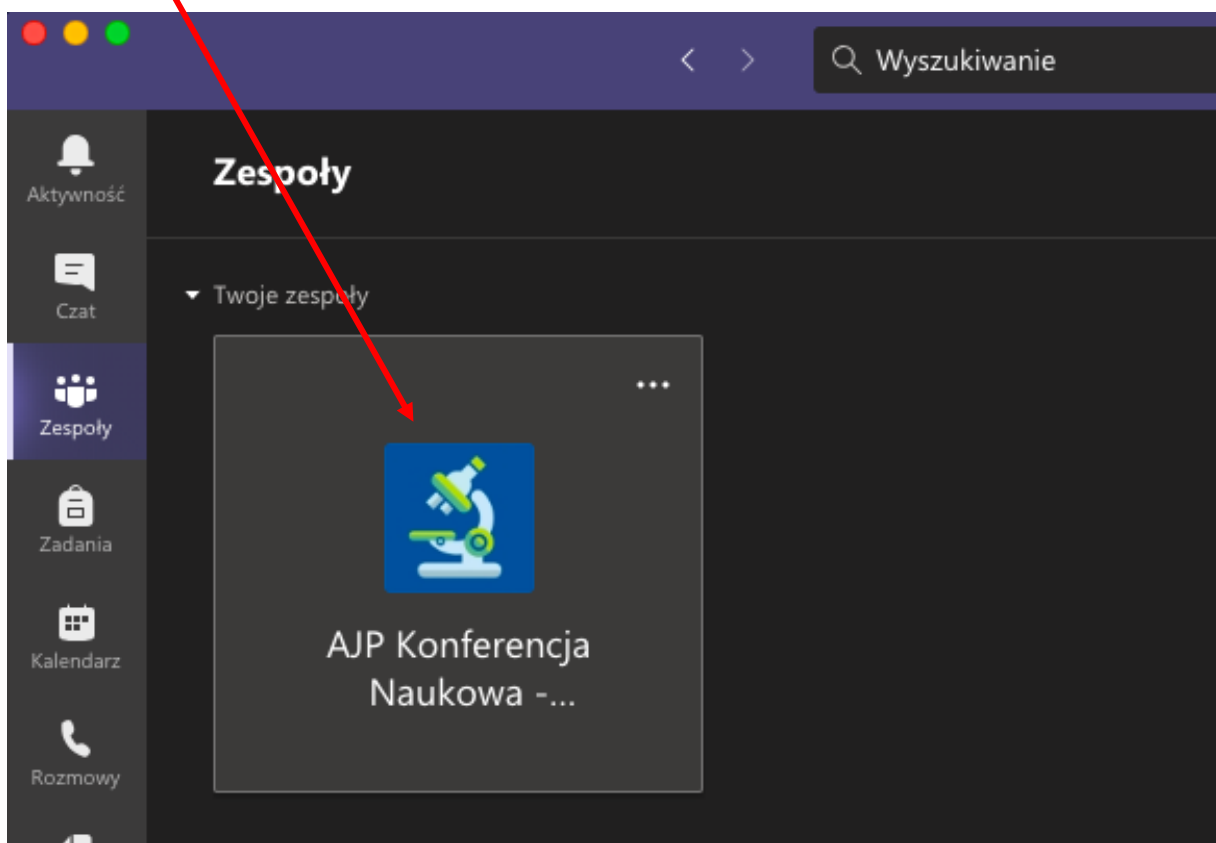 Wyszukiwanie
Aktywność
Zespoły
Czat
Twoje zespoły
Zespoły
Zadania
AJP Konferencja
Naukowa -...
Kalendarz
Rozmowy